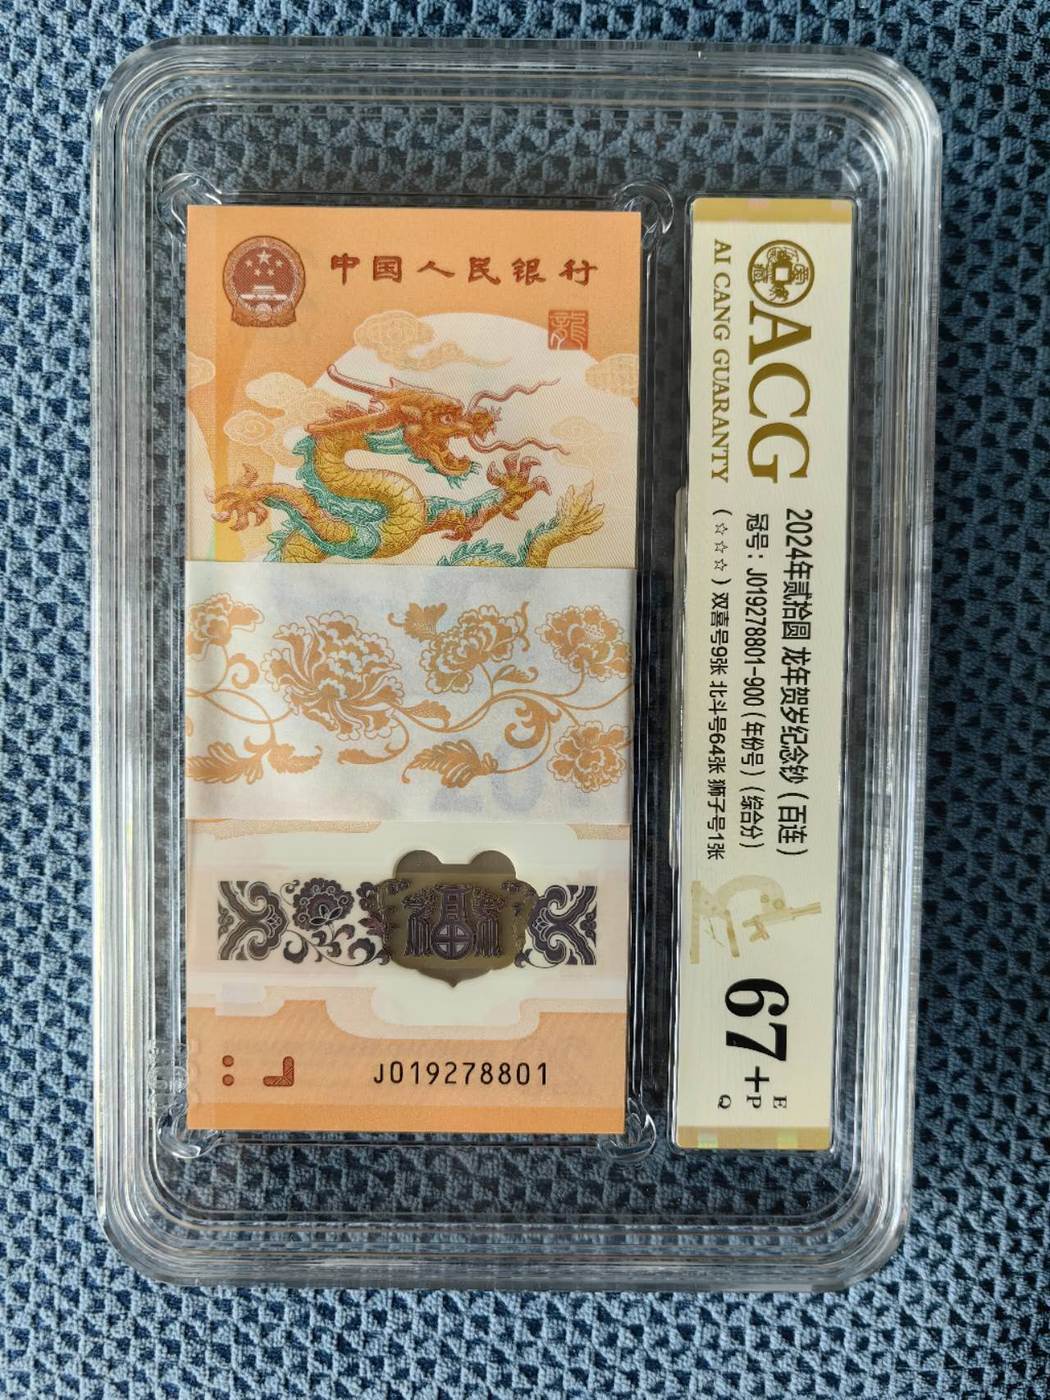 中国人民银行
龍
J019278801
ACG
AI CANG GUARANTY
2024年贰拾圆 龙年贺岁纪念钞（百连）
冠号：J019278801-900（年份号）（综合分）
（☆☆☆）双喜号9张 北斗号64张 狮子号1张
67+
E
P
Q